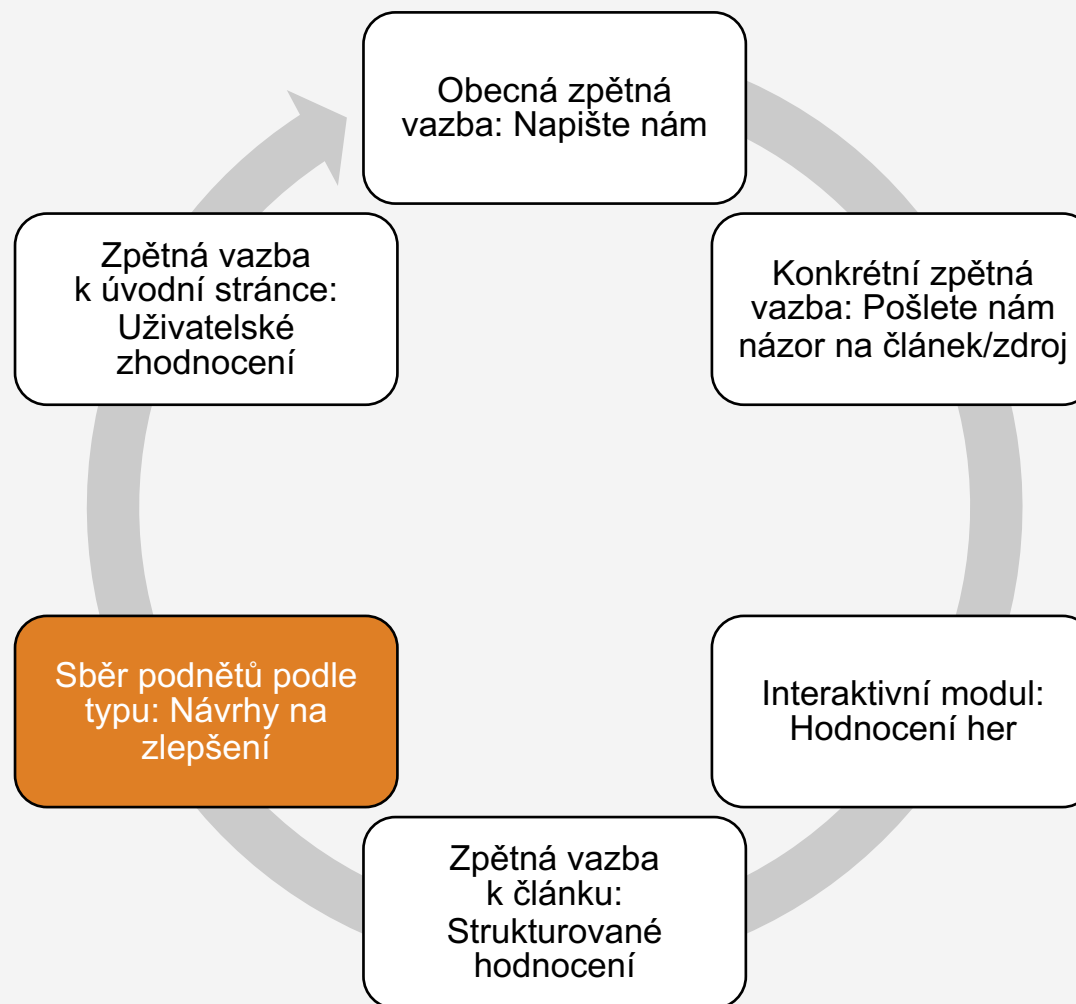 Obecná zpětná
vazba: Napište nám
Konkrétní zpětná
vazba: Pošlete nám
názor na článek/zdroj
Interaktivní modul:
Hodnocení her
Zpětná vazba
k článku:
Strukturované
hodnocení
Sběr podnětů podle
typu: Návrhy na
zlepšení
Zpětná vazba
k úvodní stránce:
Uživatelské
zhodnocení